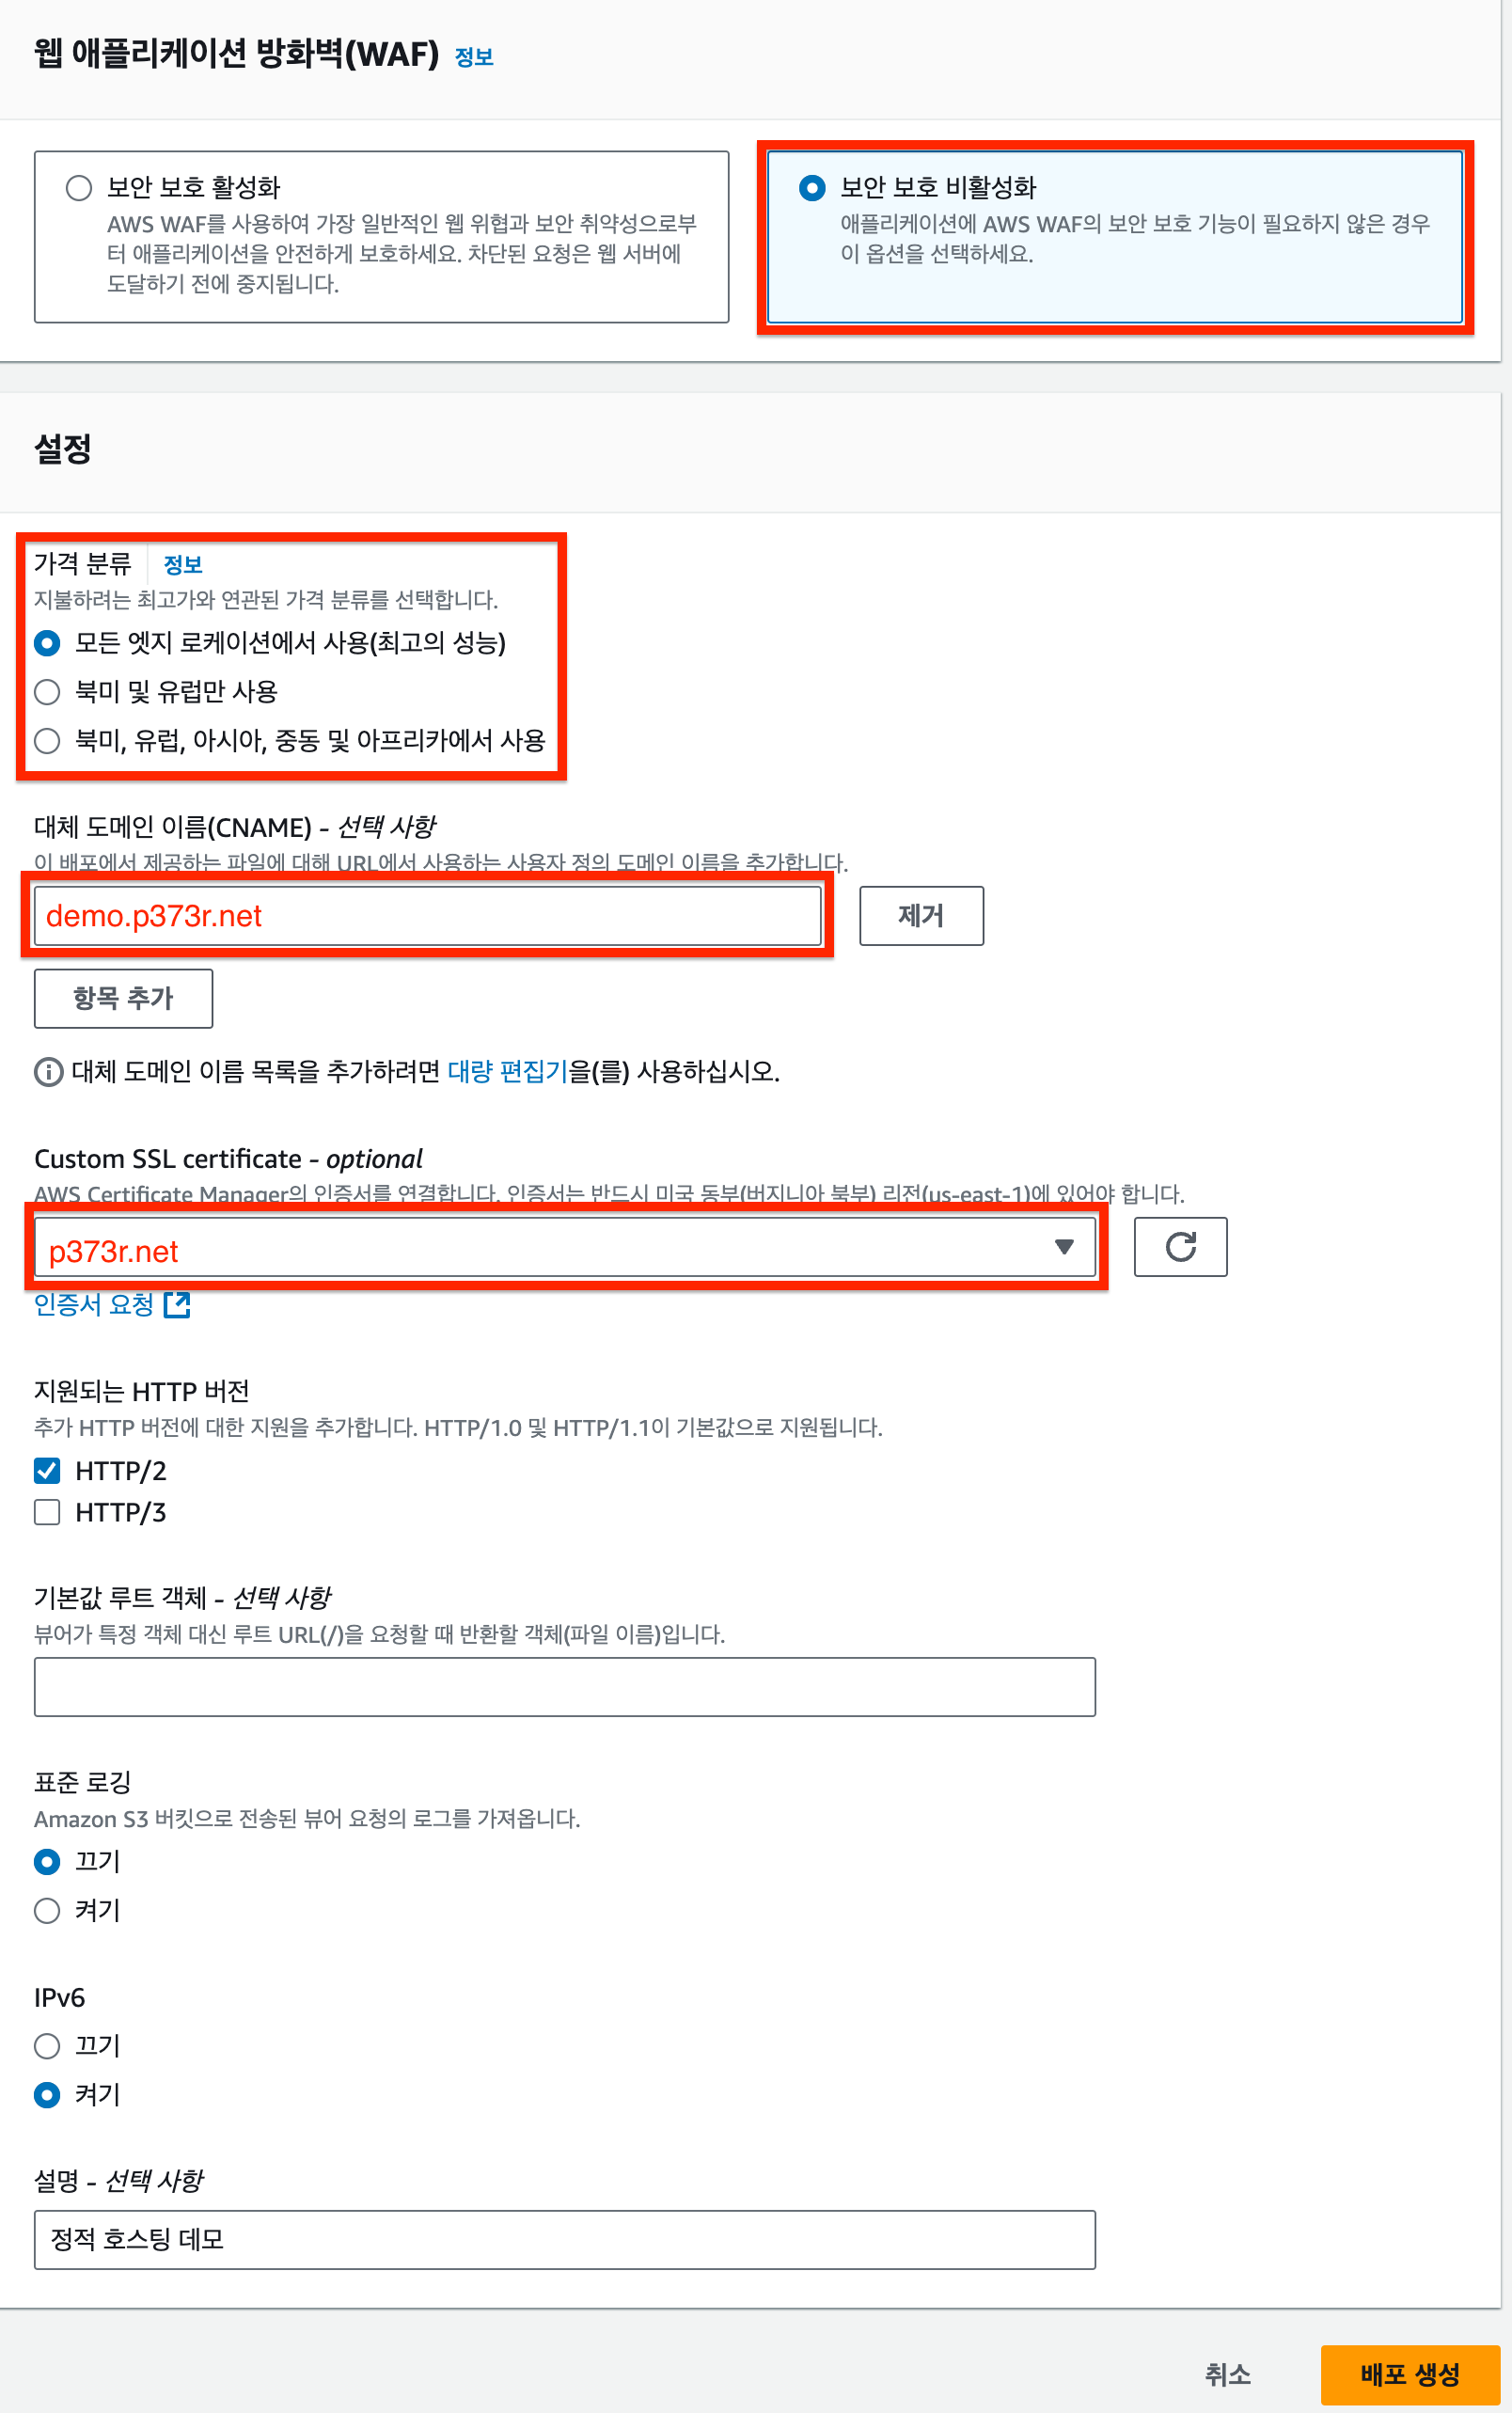 웹 애플리케이션 방화벽(WAF) 정보
보안 보호 활성화
AWS WAF를 사용하여 가장 일반적인 웹 위협과 보안 취약성으로부
터 애플리케이션을 안전하게 보호하세요. 차단된 요청은 웹 서버에
도달하기 전에 중지됩니다.
보안 보호 비활성화
애플리케이션에 AWS WAF의 보안 보호 기능이 필요하지 않은 경우
이 옵션을 선택하세요.
설정
가격 분류 정보
지불하려는 최고가와 연관된 가격 분류를 선택합니다.
모든 엣지 로케이션에서 사용(최고의 성능)
북미 및 유럽만 사용
북미, 유럽, 아시아, 중동 및 아프리카에서 사용
대체 도메인 이름(CNAME) - 선택 사항
이 배포에서 제공하는 파일에 대해 URL에서 사용하는 사용자 정의 도메인 이름을 추가합니다.
demo.p373r.net
제거
항목 추가
대체 도메인 이름 목록을 추가하려면 대량 편집기을(를) 사용하십시오.
Custom SSL certificate - optional
AWS Certificate Manager의 인증서를 연결합니다. 인증서는 반드시 미국 동부(버지니아 북부) 리전(us-east-1)에 있어야 합니다.
p373r.net
인증서 요청
지원되는 HTTP 버전
추가 HTTP 버전에 대한 지원을 추가합니다. HTTP/1.0 및 HTTP/1.1이 기본값으로 지원됩니다.
HTTP/2
HTTP/3
기본값 루트 객체 - 선택 사항
뷰어가 특정 객체 대신 루트 URL(/)을 요청할 때 반환할 객체(파일 이름)입니다.
표준 로깅
Amazon S3 버킷으로 전송된 뷰어 요청의 로그를 가져옵니다.
끄기
켜기
IPv6
끄기
켜기
설명 - 선택 사항
정적 호스팅 데모
취소
배포 생성